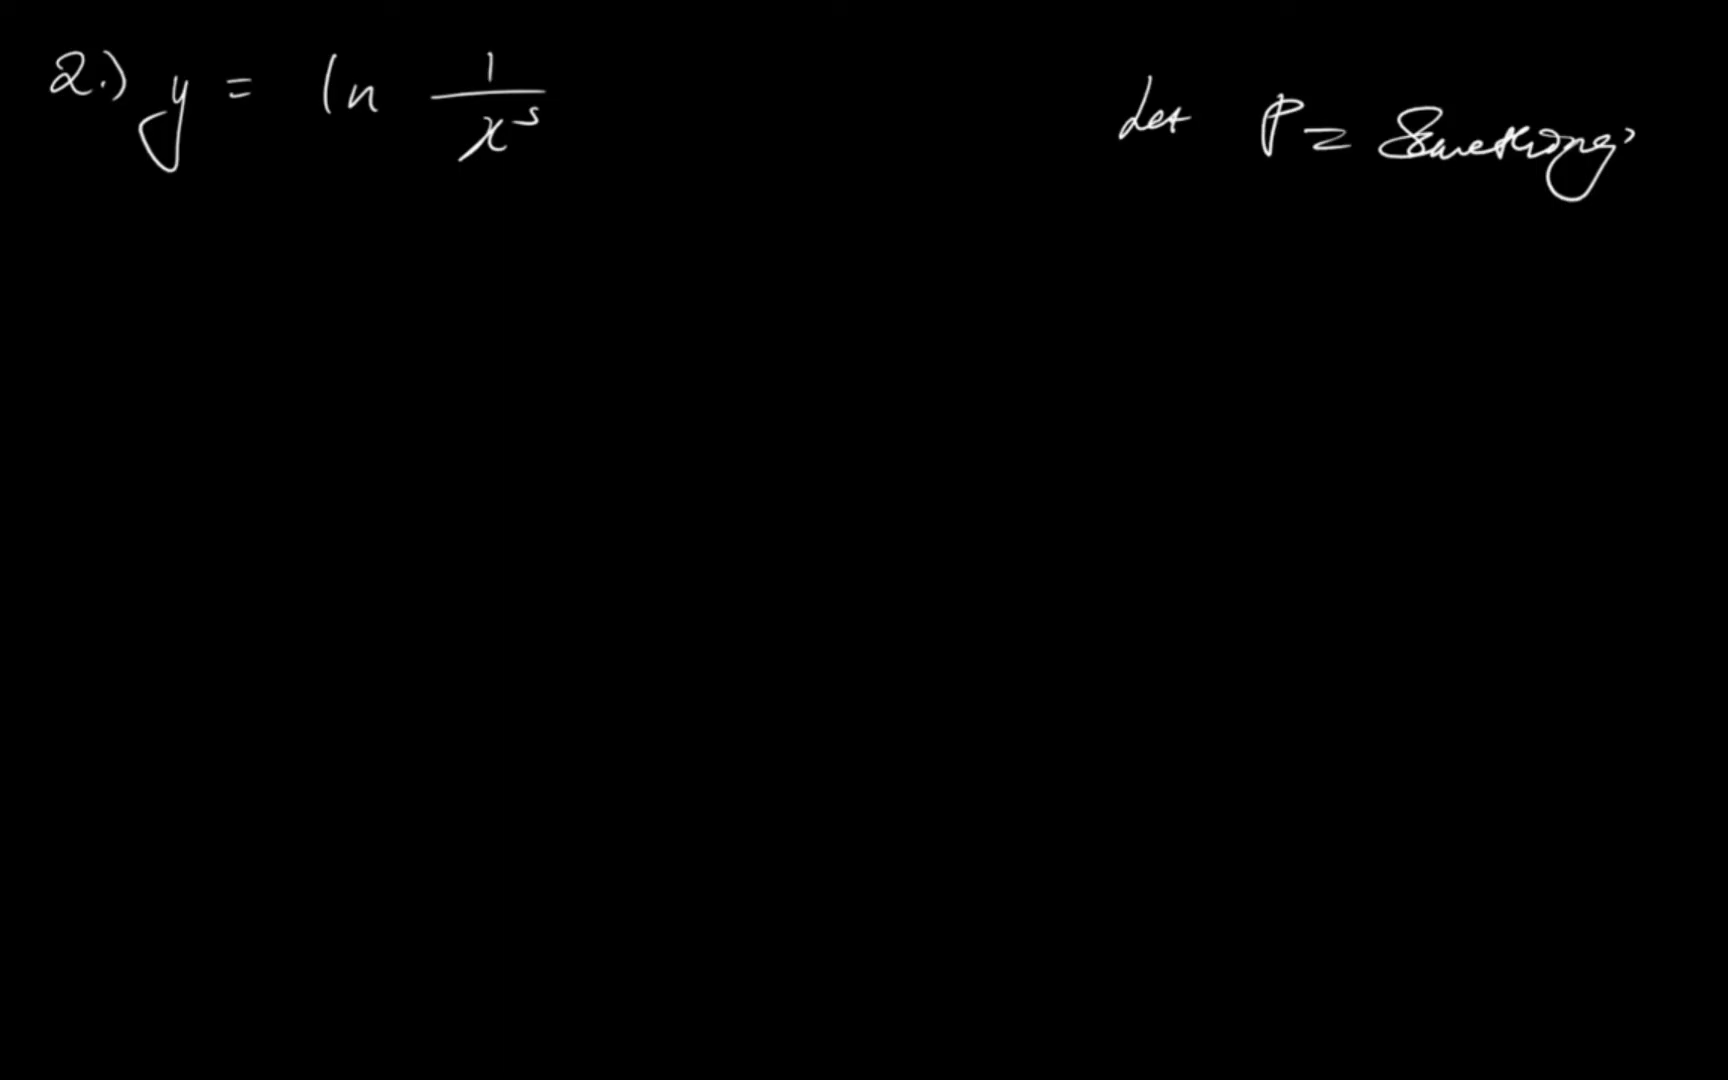 2.) y = ln 1/x^5
Let P = Something'